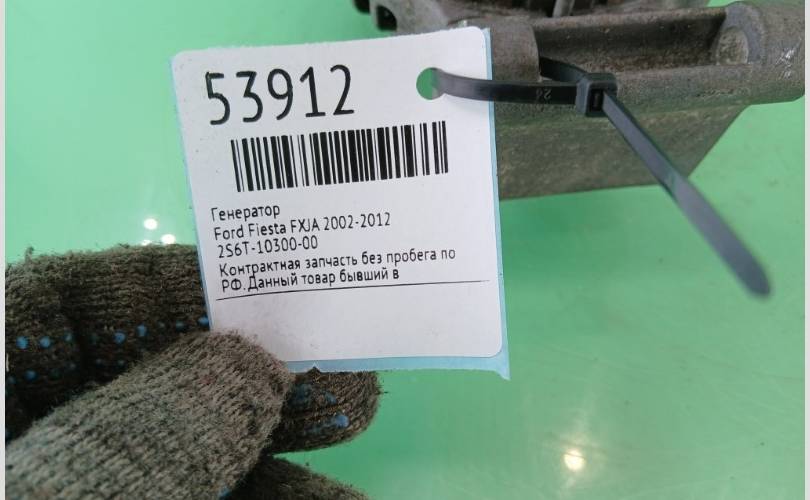 53912
Генератор
Ford Fiesta FXJA 2002-2012
2S6T-10300-00
Контрактная запчасть без пробега по
РФ. Данный товар бывший в